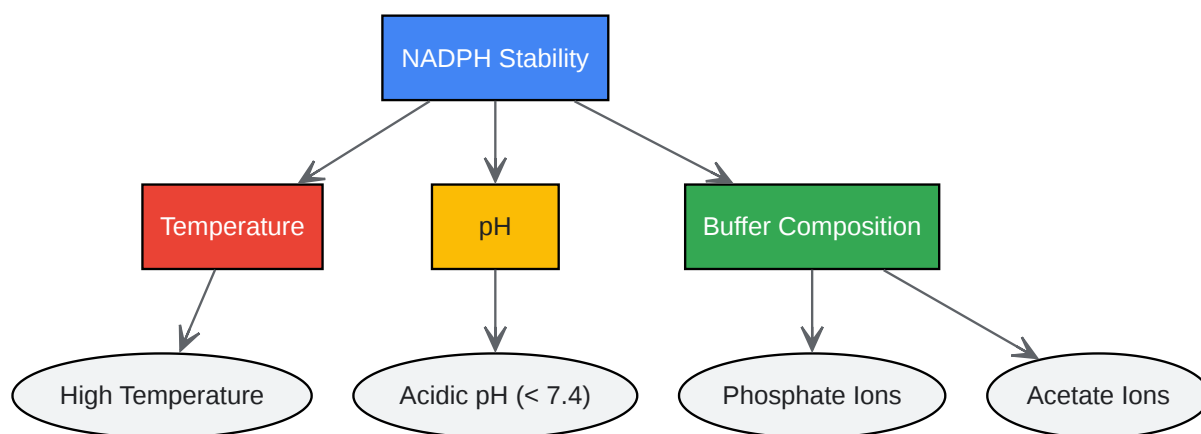 NADPH Stability
Temperature
pH
Buffer Composition
High Temperature
Acidic pH (< 7.4)
Phosphate Ions
Acetate Ions